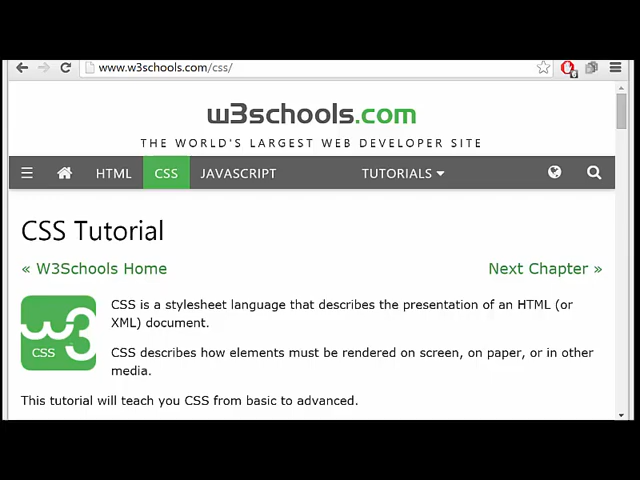 www.w3schools.com/css/
w3schools.com
THE WORLD'S LARGEST WEB DEVELOPER SITE
HTML CSS JAVASCRIPT TUTORIALS
CSS Tutorial
« W3Schools Home Next Chapter »
CSS is a stylesheet language that describes the presentation of an HTML (or
XML) document.
w3
CSS
CSS describes how elements must be rendered on screen, on paper, or in other
media.
This tutorial will teach you CSS from basic to advanced.